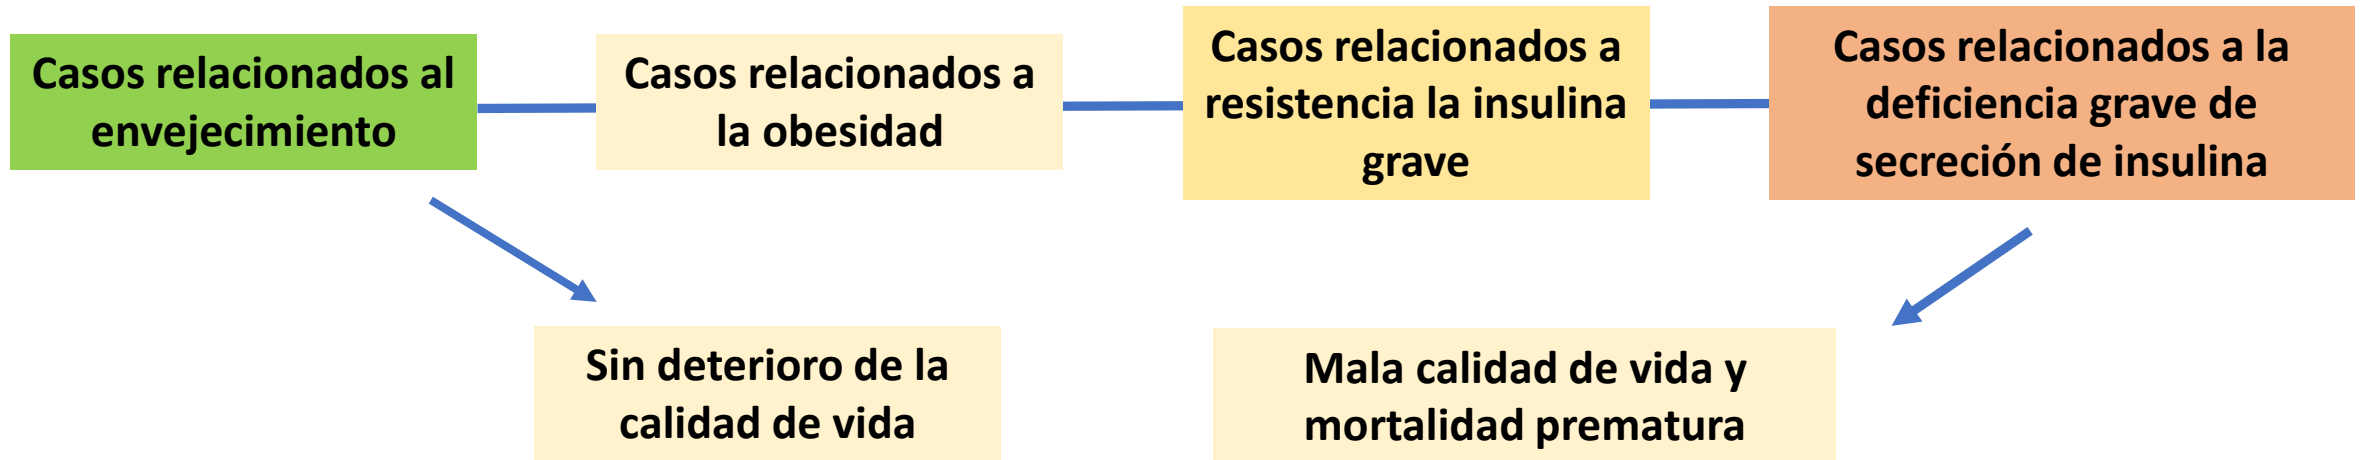 Casos relacionados al
envejecimiento
Casos relacionados a
la obesidad
Casos relacionados a
resistencia la insulina
grave
Casos relacionados a la
deficiencia grave de
secreción de insulina
Sin deterioro de la
calidad de vida
Mala calidad de vida y
mortalidad prematura